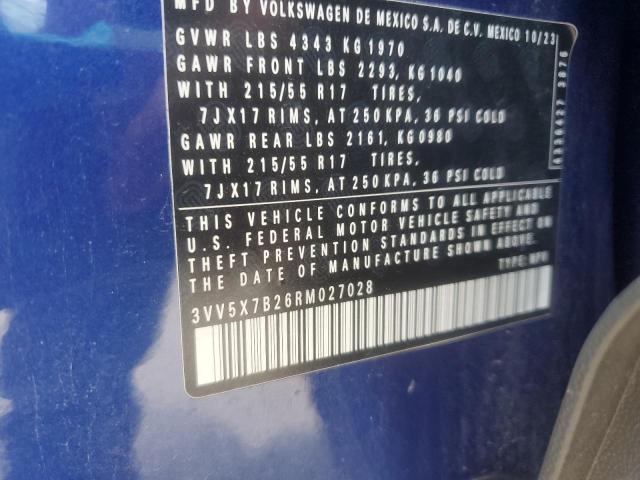 MFD BY VOLKSWAGEN DE MEXICO S.A. DE C.V. MEXICO 10/23
GVWR LBS 4343 KG 1970
GAWR FRONT LBS 2293, KG 1040
WITH 215/55 R17 TIRES,
7JX17 RIMS, AT 250 KPA, 36 PSI COLD
GAWR REAR LBS 2161, KG 0980
WITH 215/55 R17 TIRES,
7JX17 RIMS, AT 250 KPA, 36 PSI COLD
THIS VEHICLE CONFORMS TO ALL APPLICABLE
U.S. FEDERAL MOTOR VEHICLE SAFETY AND
THEFT PREVENTION STANDARDS IN EFFECT ON
THE DATE OF MANUFACTURE SHOWN ABOVE.
3VV5X7B26RM027028
TYPE: MPV